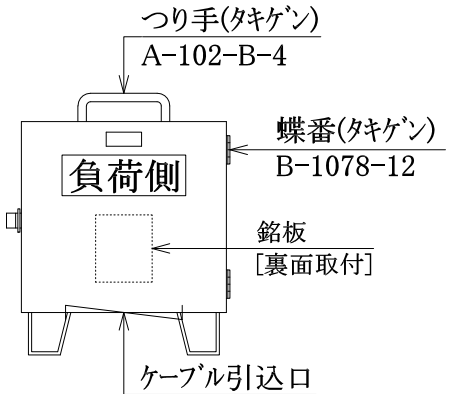 つり手(ﾀｷｹﾞﾝ)
A-102-B-4
蝶番(ﾀｷｹﾞﾝ)
B-1078-12
負荷側
銘板
[裏面取付]
ｹｰﾌﾞﾙ引込口